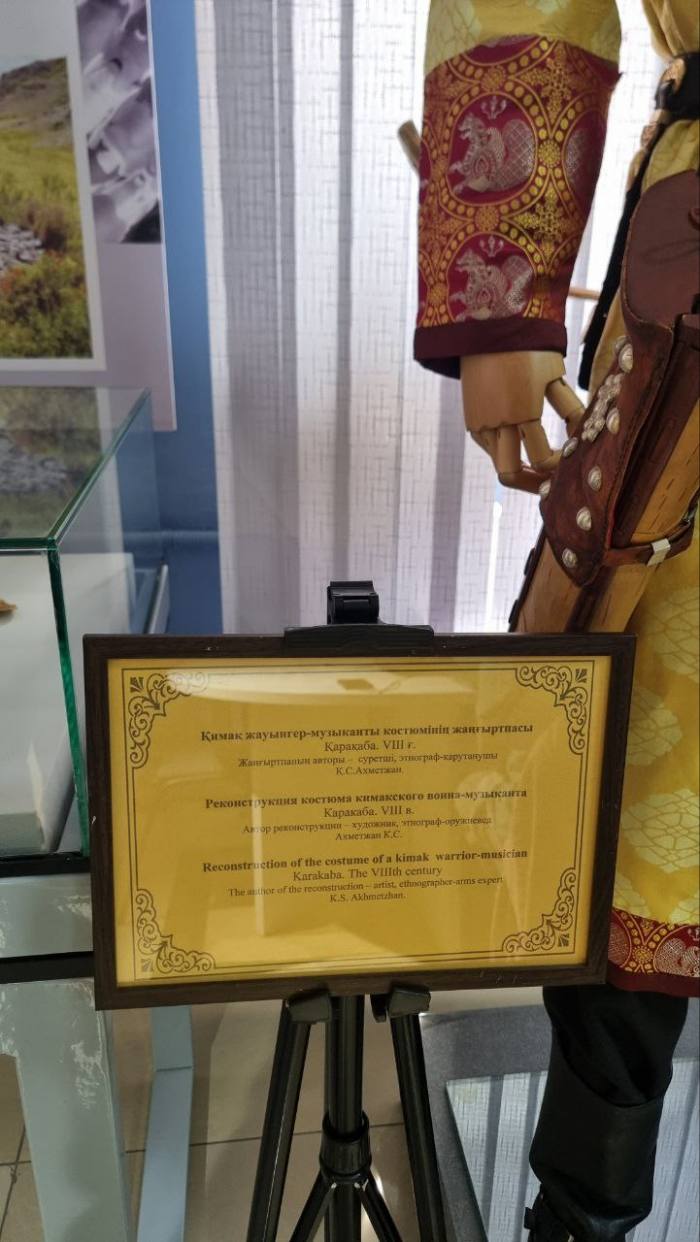 Қимақ жауынгер-музыканты костюмінің жаңғыртпасы
Қарақаба. VIII ғ.
Жаңғыртпаның авторы – суретші, этнограф-қарутанушы
Қ.С.Ахметжан.
Реконструкция костюма кимакского воина-музыканта
Каракаба. VIII в.
Автор реконструкции – художник, этнограф-оружиевед
Ахметжан К.С.
Reconstruction of the costume of a kimak warrior-musician
Karakaba. The VIIIth century
The author of the reconstruction – artist, ethnographer-arms expert
K.S. Akhmetzhan.